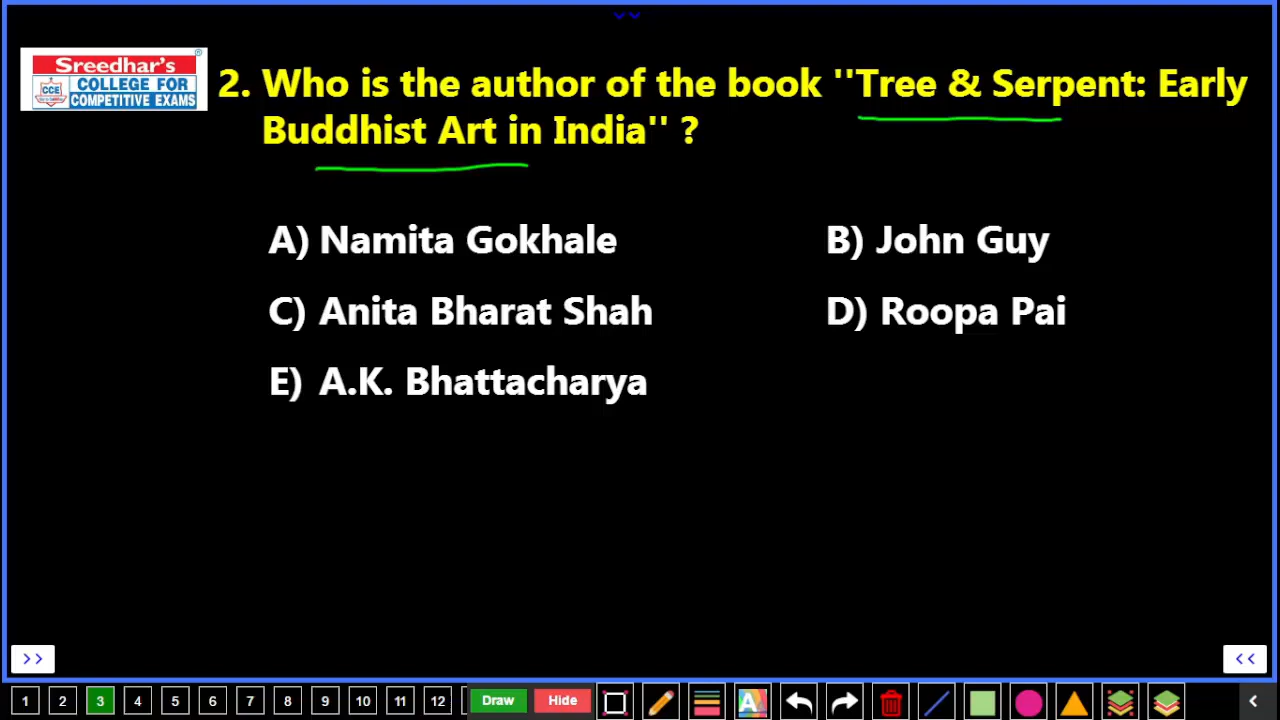 Sreedhar's
CCE
COLLEGE FOR
COMPETITIVE EXAMS
2. Who is the author of the book ''Tree & Serpent: Early
Buddhist Art in India'' ?
A) Namita Gokhale
B) John Guy
C) Anita Bharat Shah
D) Roopa Pai
E) A.K. Bhattacharya
>>
<<
1 2 3 4 5 6 7 8 9 10 11 12 Draw Hide A <